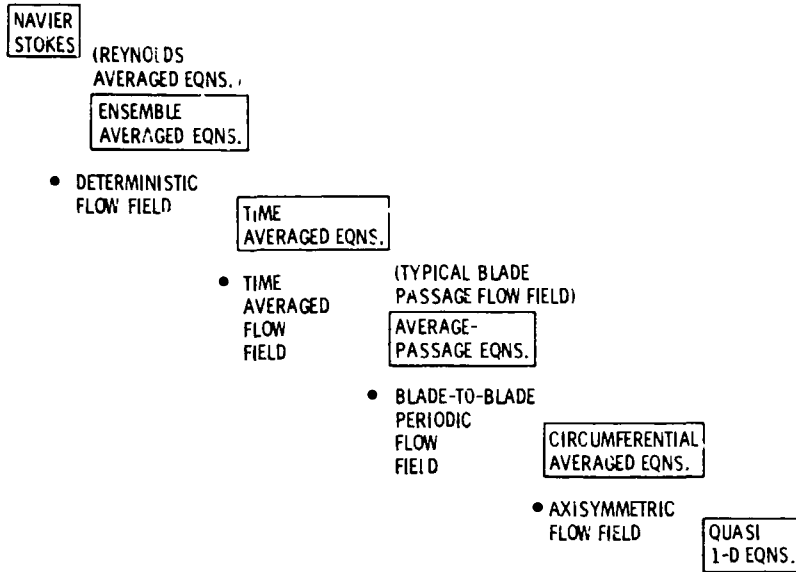 NAVIER
STOKES
(REYNOLDS
AVERAGED EQNS.)
ENSEMBLE
AVERAGED EQNS.
• DETERMINISTIC
FLOW FIELD
TIME
AVERAGED EQNS.
• TIME
AVERAGED
FLOW
FIELD
(TYPICAL BLADE
PASSAGE FLOW FIELD)
AVERAGE-
PASSAGE EQNS.
• BLADE-TO-BLADE
PERIODIC
FLOW
FIELD
CIRCUMFERENTIAL
AVERAGED EQNS.
• AXISYMMETRIC
FLOW FIELD
QUASI
1-D EQNS.